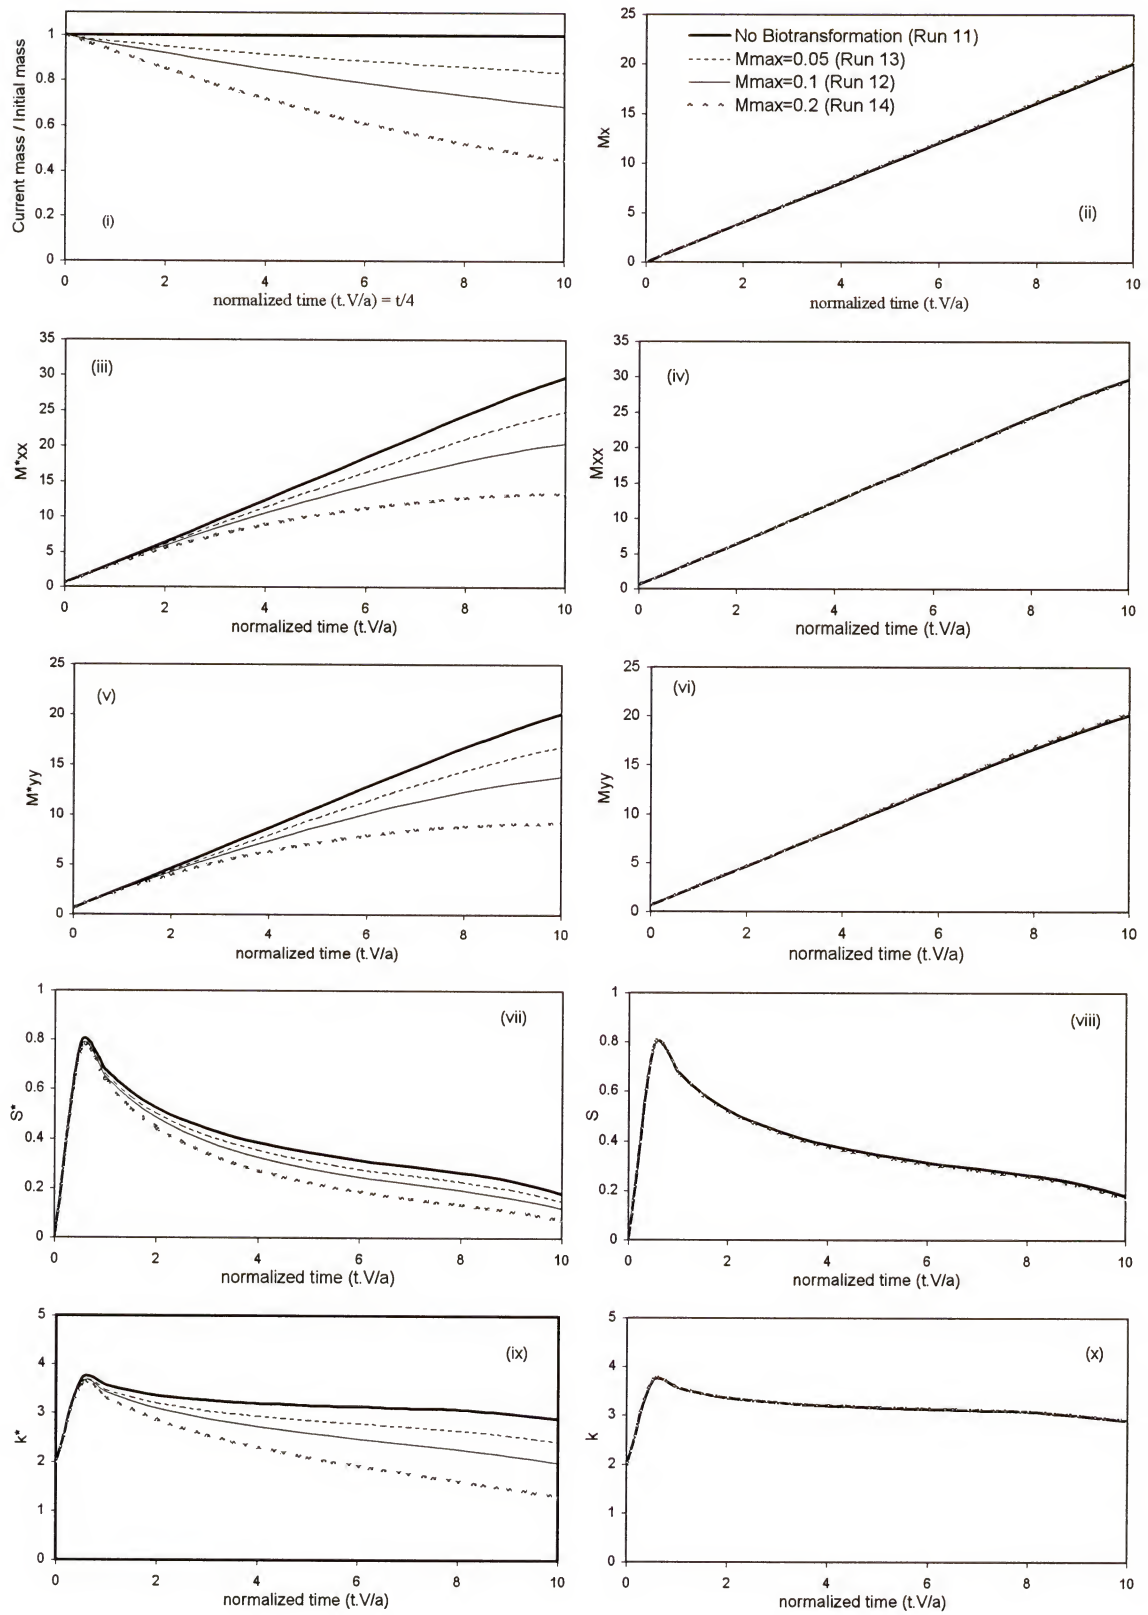 Current mass / Initial mass
1
0.8
0.6
0.4
0.2
0
(i)
0 2 4 6 8 10
normalized time (t.V/a) = t/4
Mx
25
20
15
10
5
0
No Biotransformation (Run 11)
Mmax=0.05 (Run 13)
Mmax=0.1 (Run 12)
Mmax=0.2 (Run 14)
(ii)
0 2 4 6 8 10
normalized time (t.V/a)
M*xx
35
30
25
20
15
10
5
0
(iii)
0 2 4 6 8 10
normalized time (t.V/a)
Mxx
35
30
25
20
15
10
5
0
(iv)
0 2 4 6 8 10
normalized time (t.V/a)
M*yy
25
20
15
10
5
0
(v)
0 2 4 6 8 10
normalized time (t.V/a)
Myy
25
20
15
10
5
0
(vi)
0 2 4 6 8 10
normalized time (t.V/a)
S*
1
0.8
0.6
0.4
0.2
0
(vii)
0 2 4 6 8 10
normalized time (t.V/a)
S
1
0.8
0.6
0.4
0.2
0
(viii)
0 2 4 6 8 10
normalized time (t.V/a)
k*
5
4
3
2
1
0
(ix)
0 2 4 6 8 10
normalized time (t.V/a)
k
5
4
3
2
1
0
(x)
0 2 4 6 8 10
normalized time (t.V/a)